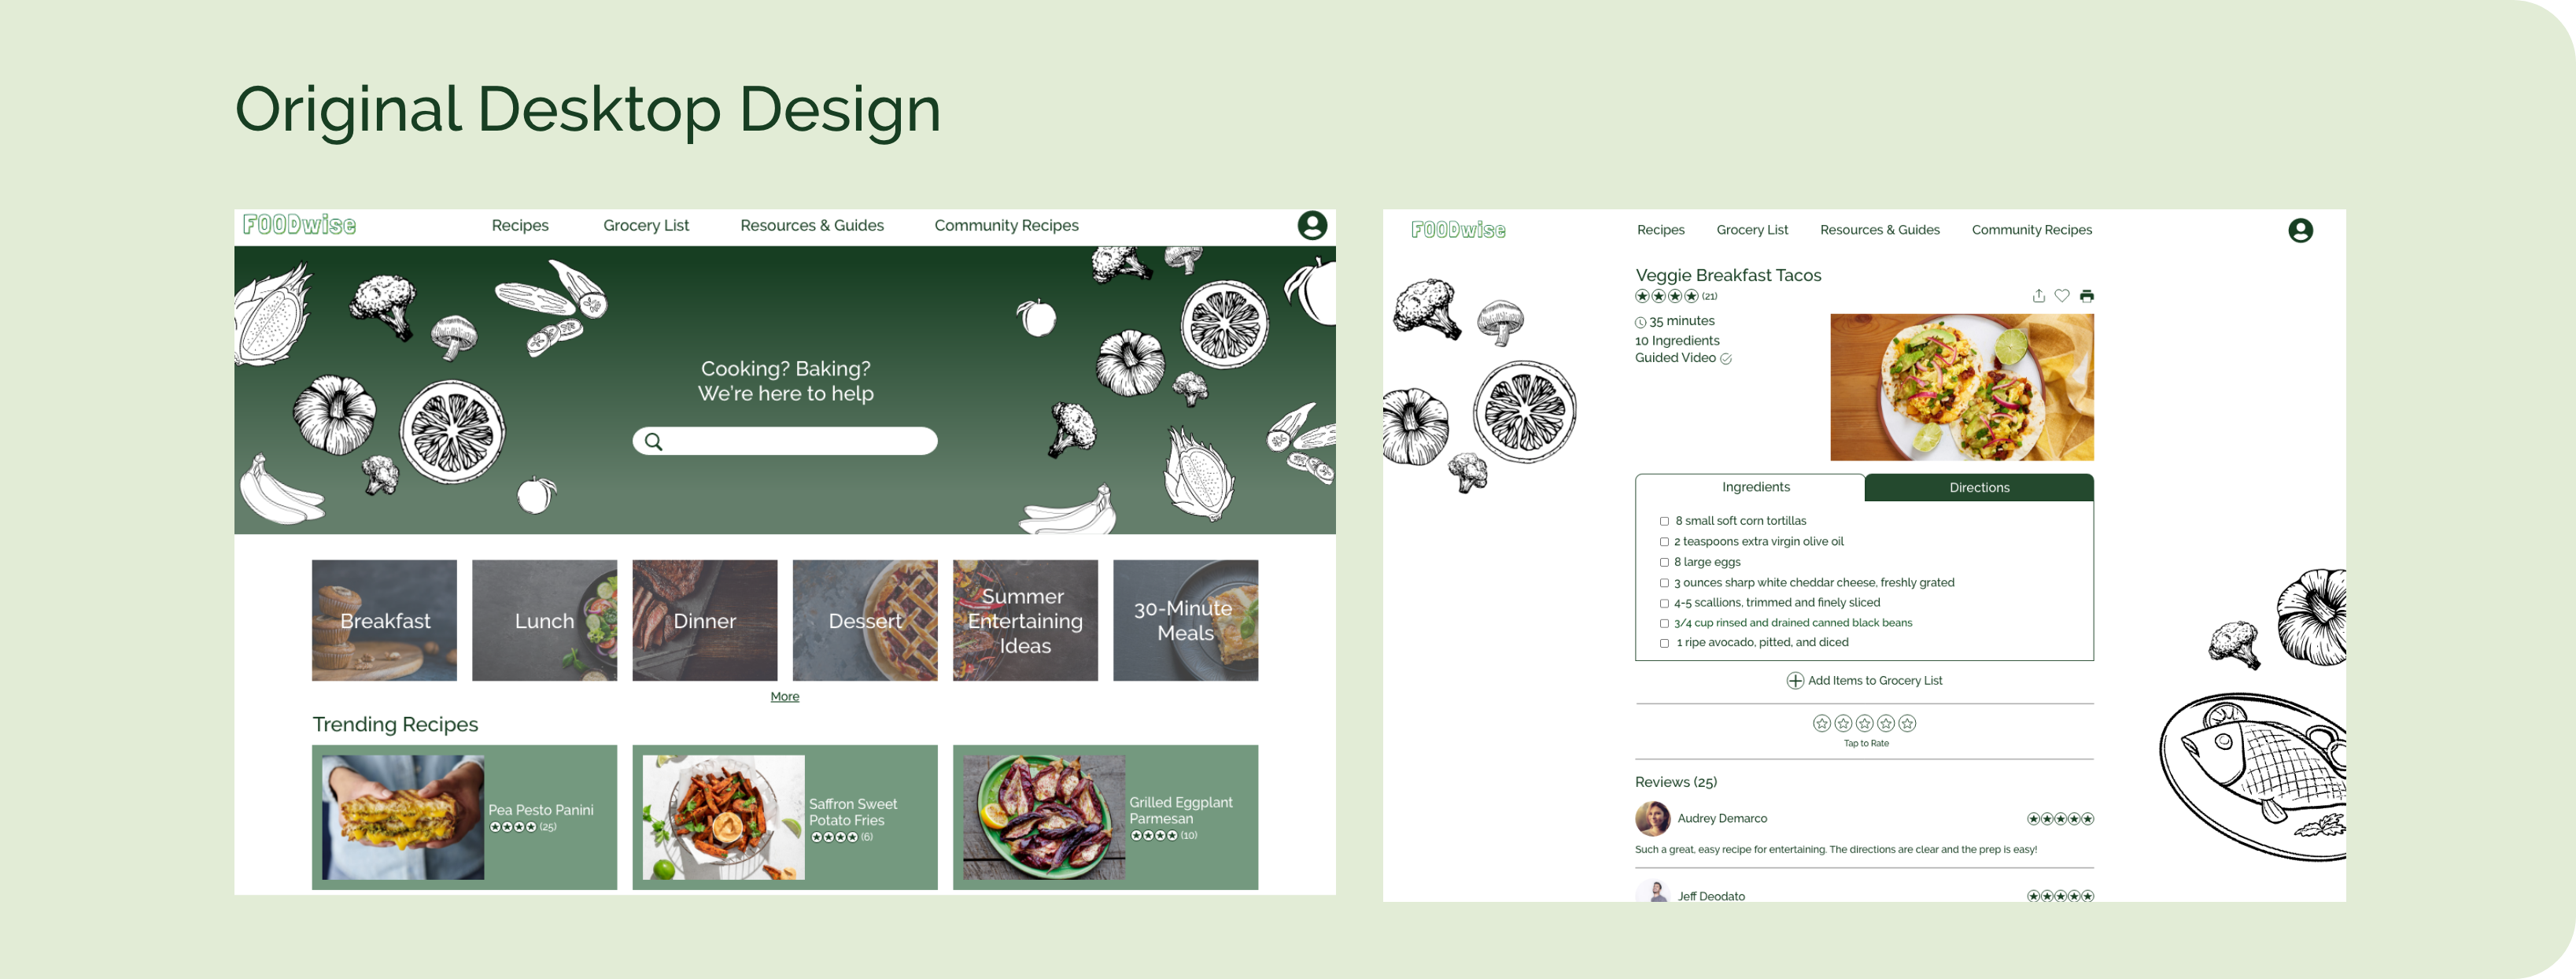 Original Desktop Design
FOODwise
Recipes
Grocery List
Resources & Guides
Community Recipes
Cooking? Baking?
We're here to help
Breakfast
Lunch
Dinner
Dessert
Summer
Entertaining
Ideas
30-Minute
Meals
More
Trending Recipes
Pea Pesto Panini
(25)
Saffron Sweet
Potato Fries
(6)
Grilled Eggplant
Parmesan
(10)
FOODwise
Recipes
Grocery List
Resources & Guides
Community Recipes
Veggie Breakfast Tacos
(21)
35 minutes
10 Ingredients
Guided Video
Ingredients
Directions
8 small soft corn tortillas
2 teaspoons extra virgin olive oil
8 large eggs
3 ounces sharp white cheddar cheese, freshly grated
4-5 scallions, trimmed and finely sliced
3/4 cup rinsed and drained canned black beans
1 ripe avocado, pitted, and diced
Add Items to Grocery List
Tap to Rate
Reviews (25)
Audrey Demarco
Such a great, easy recipe for entertaining. The directions are clear and the prep is easy!
Jeff Deodato